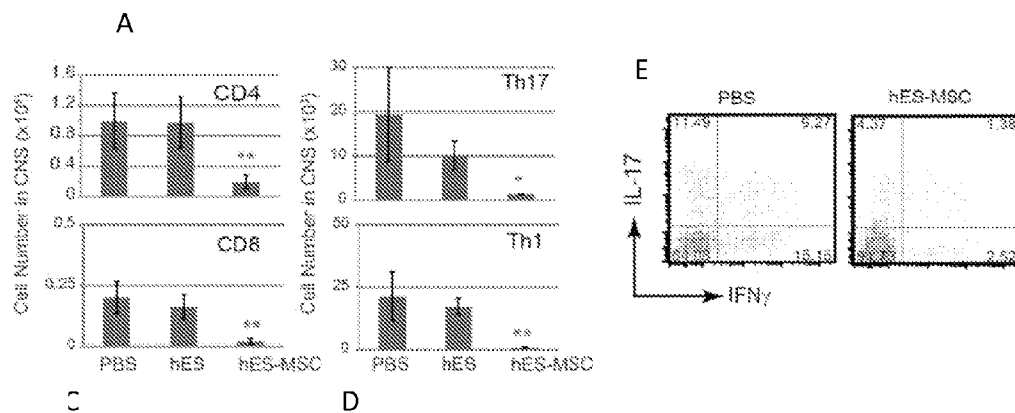 A
Cell Number in CNS (x10⁵)
1.6
1.2
0.8
0.4
0
CD4
**
0.5
0.25
0
CD8
**
PBS hES hES-MSC
C
Cell Number in CNS (x10³)
30
20
10
0
Th17
*
50
25
0
Th1
**
PBS hES hES-MSC
D
E
PBS
11.49 9.27
15.15
hES-MSC
4.37 1.38
2.52
IL-17
IFNγ